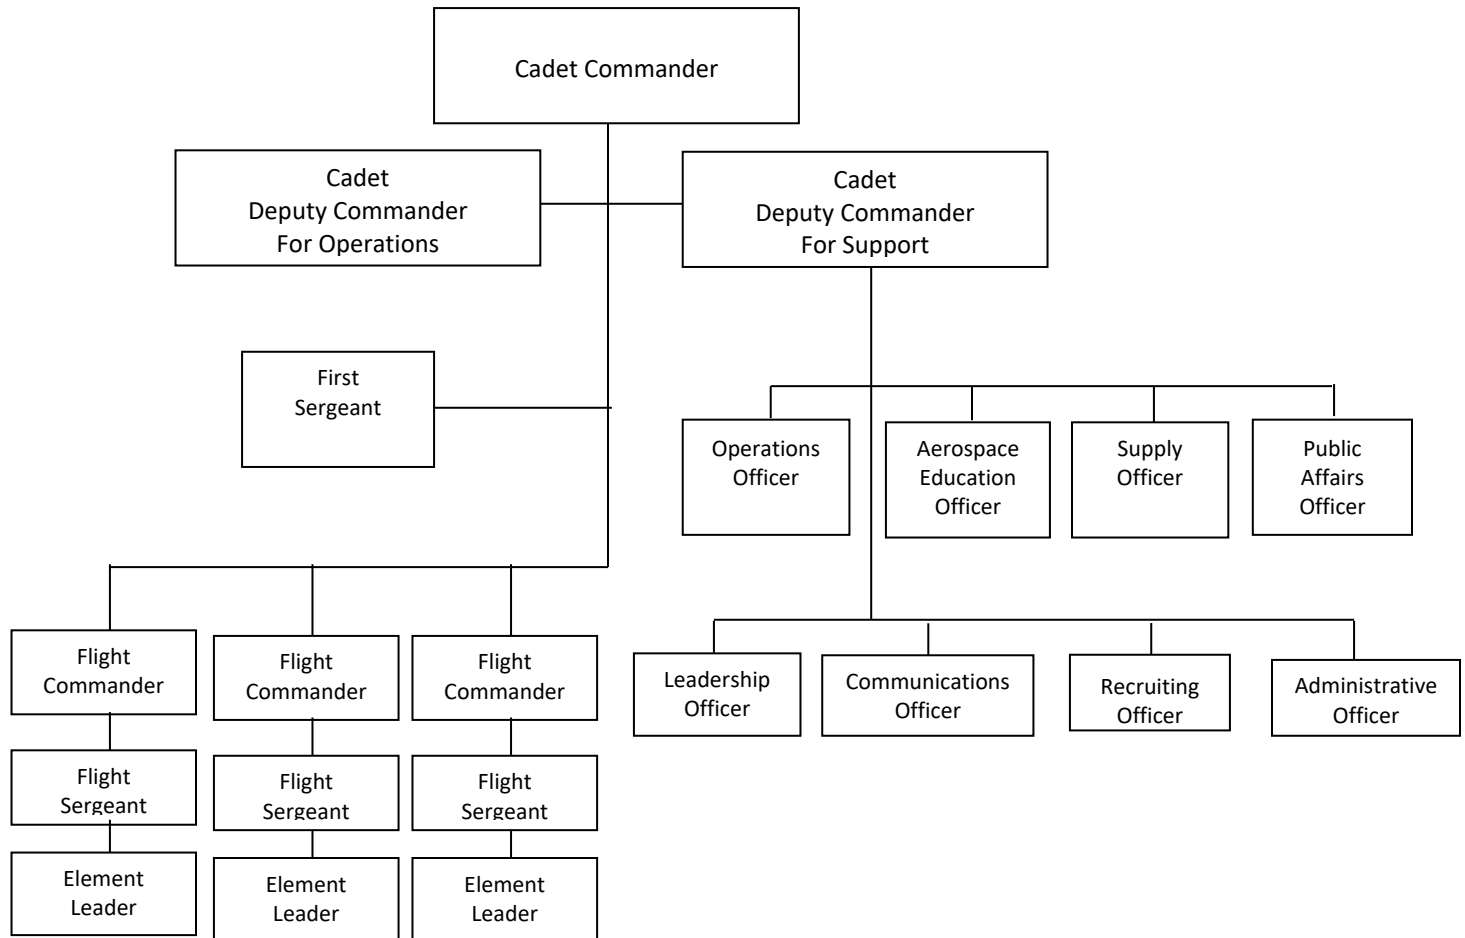 Cadet Commander
Cadet
Deputy Commander
For Operations
Cadet
Deputy Commander
For Support
First
Sergeant
Operations
Officer
Aerospace
Education
Officer
Supply
Officer
Public
Affairs
Officer
Flight
Commander
Flight
Commander
Flight
Commander
Leadership
Officer
Communications
Officer
Recruiting
Officer
Administrative
Officer
Flight
Sergeant
Flight
Sergeant
Flight
Sergeant
Element
Leader
Element
Leader
Element
Leader